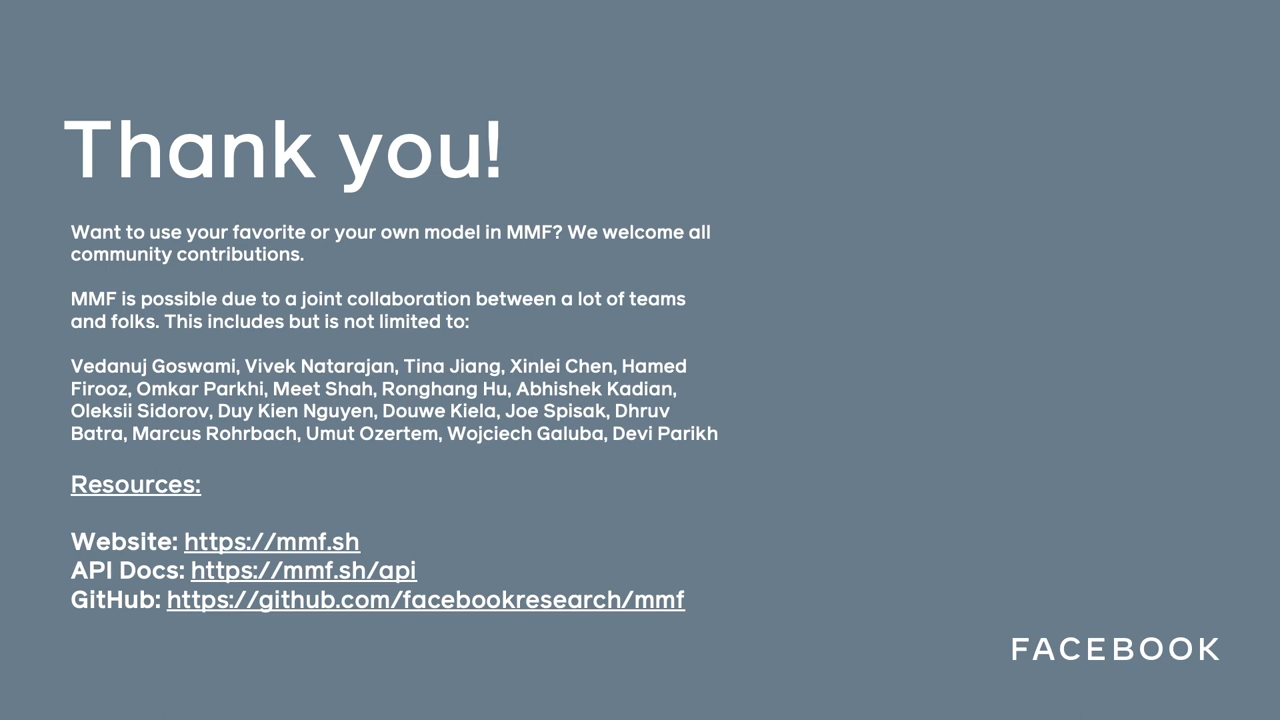 Thank you!
Want to use your favorite or your own model in MMF? We welcome all
community contributions.
MMF is possible due to a joint collaboration between a lot of teams
and folks. This includes but is not limited to:
Vedanuj Goswami, Vivek Natarajan, Tina Jiang, Xinlei Chen, Hamed
Firooz, Omkar Parkhi, Meet Shah, Ronghang Hu, Abhishek Kadian,
Oleksii Sidorov, Duy Kien Nguyen, Douwe Kiela, Joe Spisak, Dhruv
Batra, Marcus Rohrbach, Umut Ozertem, Wojciech Galuba, Devi Parikh
Resources:
Website: https://mmf.sh
API Docs: https://mmf.sh/api
GitHub: https://github.com/facebookresearch/mmf
FACEBOOK